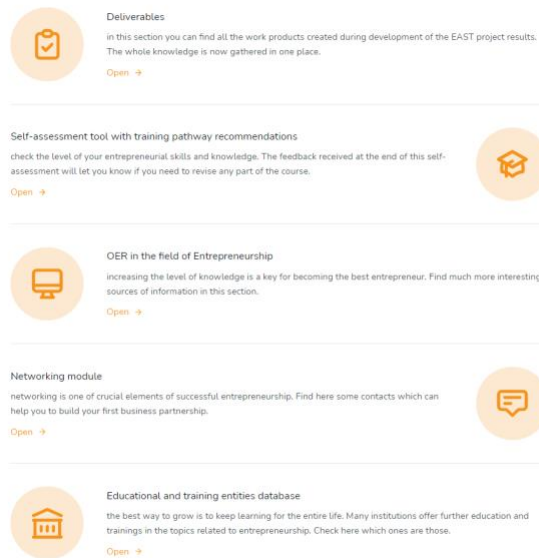 Deliverables
in this section you can find all the work products created during development of the EAST project results.
The whole knowledge is now gathered in one place.
Open →
Self-assessment tool with training pathway recommendations
check the level of your entrepreneurial skills and knowledge. The feedback received at the end of this self-
assessment will let you know if you need to revise any part of the course.
Open →
OER in the field of Entrepreneurship
increasing the level of knowledge is a key for becoming the best entrepreneur. Find much more interesting
sources of information in this section.
Open →
Networking module
networking is one of crucial elements of successful entrepreneurship. Find here some contacts which can
help you to build your first business partnership.
Open →
Educational and training entities database
the best way to grow is to keep learning for the entire life. Many institutions offer further education and
trainings in the topics related to entrepreneurship. Check here which ones are those.
Open →